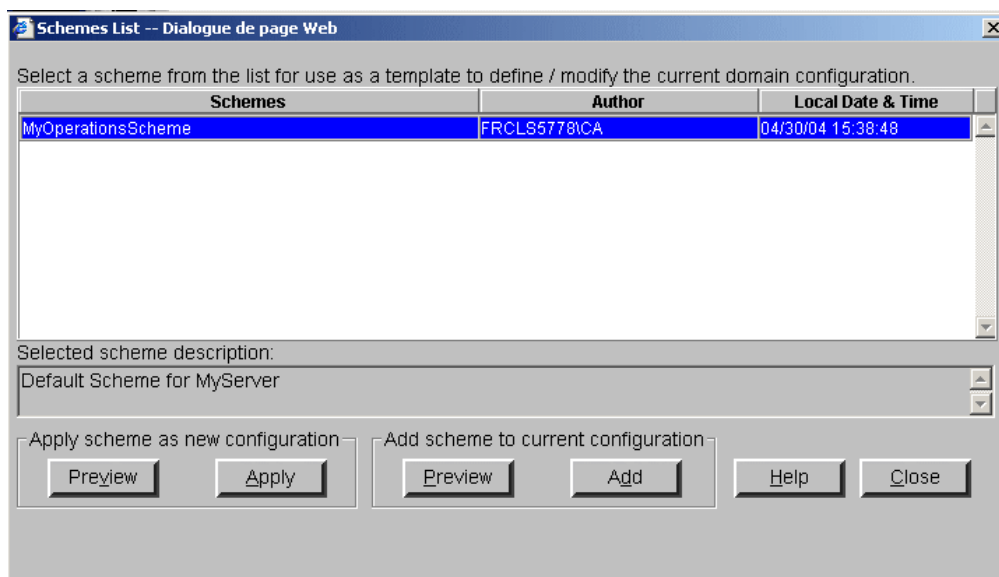 Schemes List -- Dialogue de page Web
Select a scheme from the list for use as a template to define / modify the current domain configuration.
Schemes Author Local Date & Time
MyOperationsScheme FRCLS5778\CA 04/30/04 15:38:48
Selected scheme description:
Default Scheme for MyServer
Apply scheme as new configuration Add scheme to current configuration
Preview Apply Preview Add Help Close